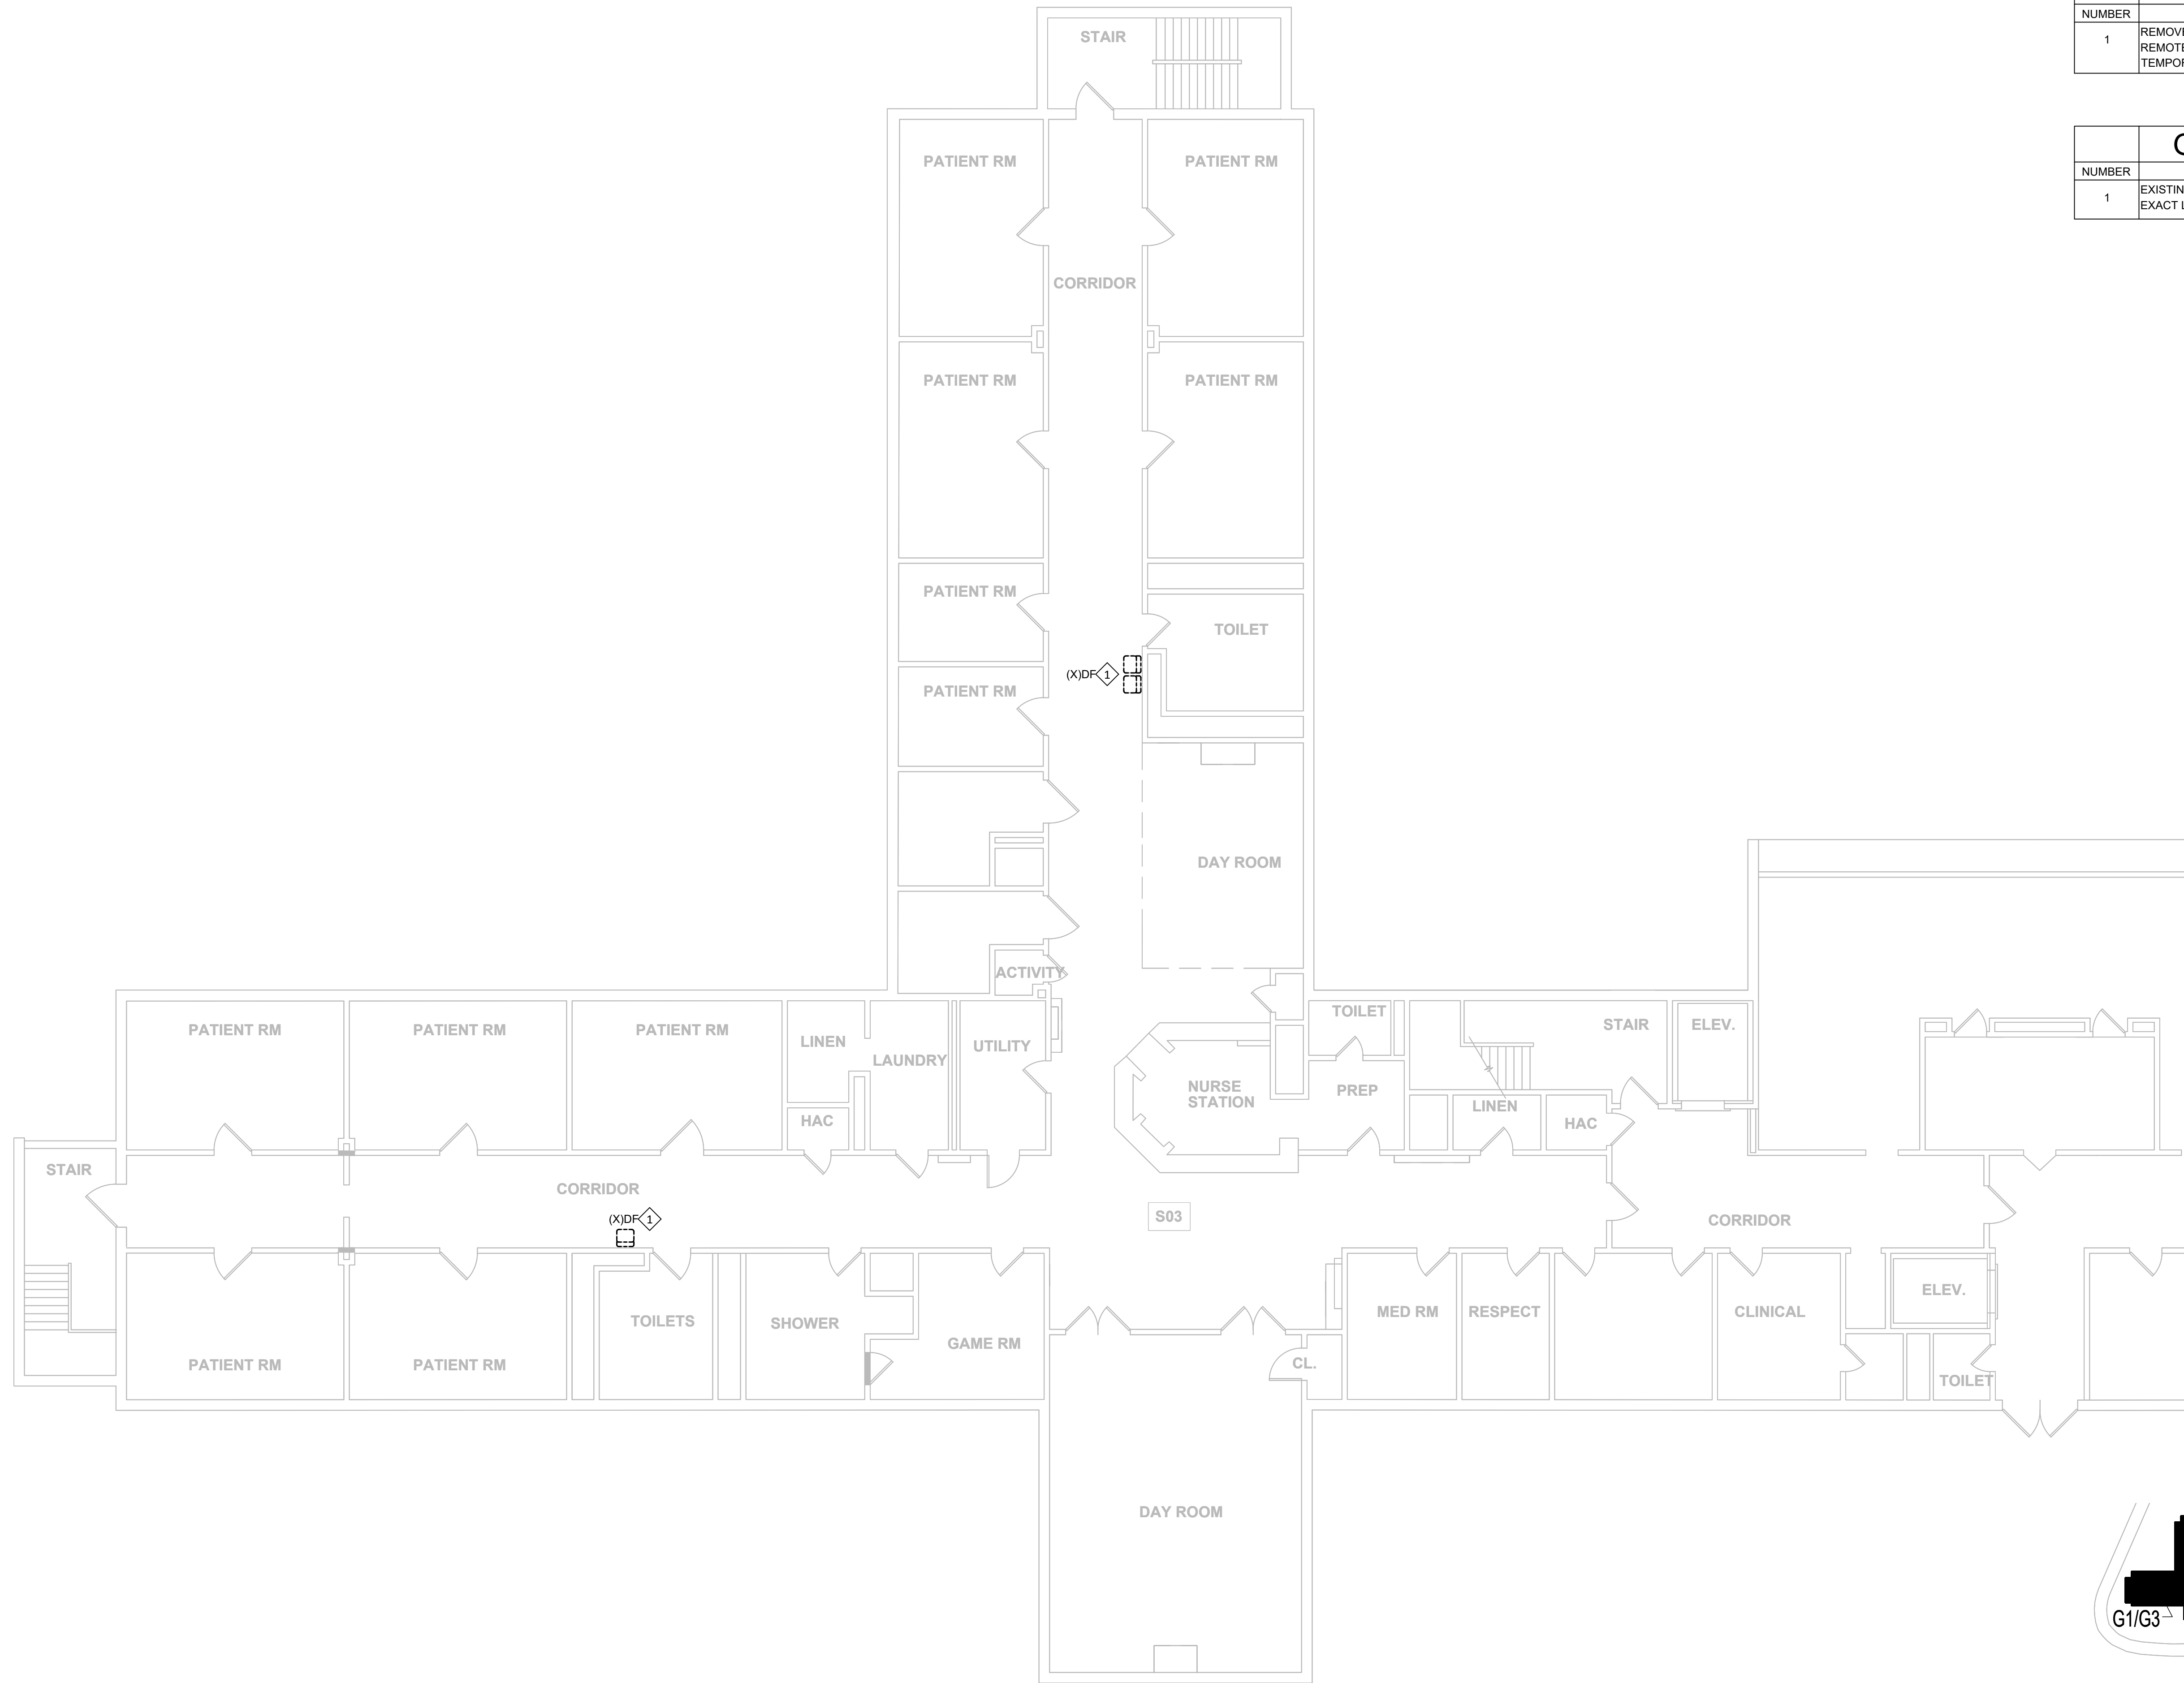 NUMBER
1
REMOVE
REMOTE
NUMBER
1
EXISTIN
EXACT
STAIR
PATIENT RM
PATIENT RM
CORRIDOR
PATIENT RM
PATIENT RM
PATIENT RM
TOILET
(X)DF 1
PATIENT RM
DAY ROOM
ACTIVITY
PATIENT RM
PATIENT RM
PATIENT RM
LINEN
LAUNDRY
UTILITY
TOILET
STAIR
ELEV.
NURSE
STATION
PREP
LINEN
HAC
HAC
STAIR
CORRIDOR
(X)DF 1
S03
CORRIDOR
TOILETS
SHOWER
GAME RM
MED RM
RESPECT
CLINICAL
ELEV.
PATIENT RM
PATIENT RM
CL.
TOILET
DAY ROOM
G1/G3